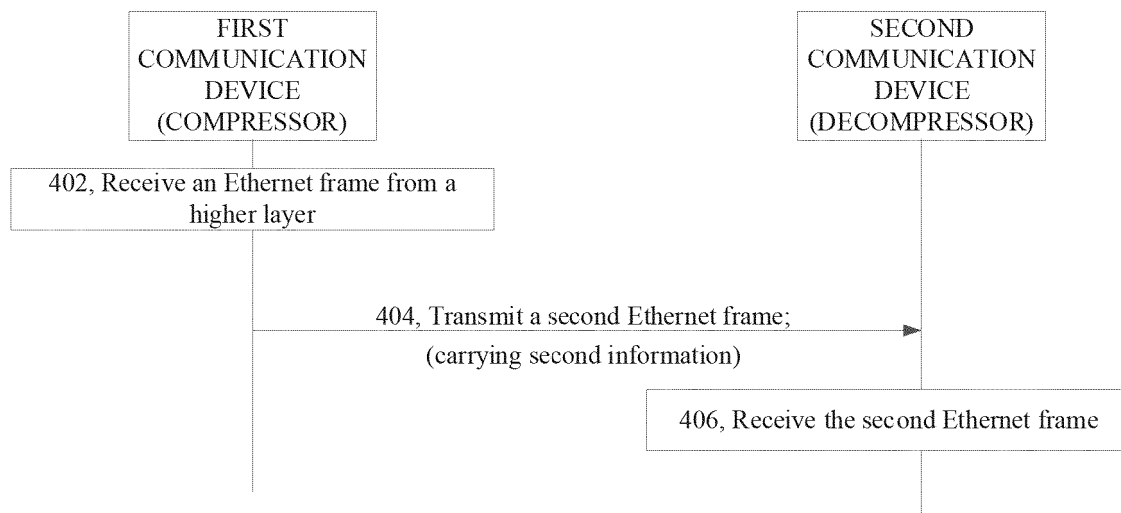 FIRST
COMMUNICATION
DEVICE
(COMPRESSOR)
SECOND
COMMUNICATION
DEVICE
(DECOMPRESSOR)
402, Receive an Ethernet frame from a
higher layer
404, Transmit a second Ethernet frame;
(carrying second information)
406, Receive the second Ethernet frame